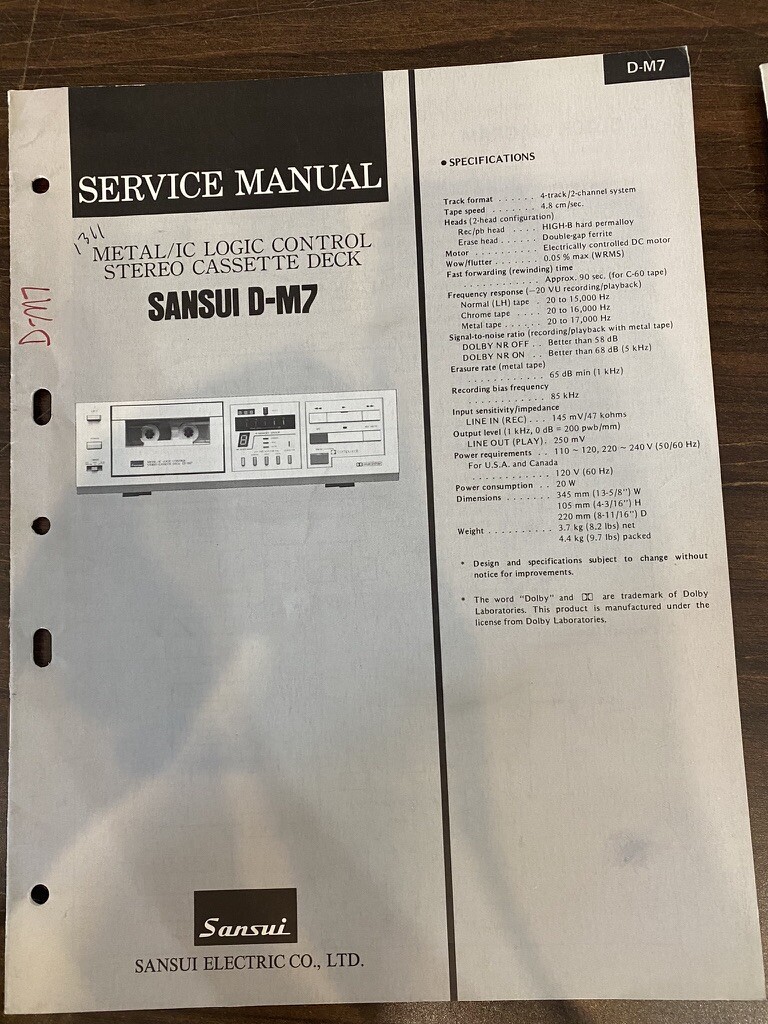 SERVICE MANUAL
1311
METAL/IC LOGIC CONTROL
STEREO CASSETTE DECK
SANSUI D-M7
D-M7
Sansui
SANSUI ELECTRIC CO., LTD.
D-M7
• SPECIFICATIONS
Track format . . . . . . 4-track/2-channel system
Tape speed . . . . . . . 4.8 cm/sec.
Heads (2-head configuration)
Rec/pb head . . . . HIGH-B hard permalloy
Erase head . . . . . Double-gap ferrite
Motor . . . . . . . . . . Electrically controlled DC motor
Wow/flutter . . . . . . . 0.05 % max (WRMS)
Fast forwarding (rewinding) time
. . . . . . . . . . . . Approx. 90 sec. (for C-60 tape)
Frequency response (−20 VU recording/playback)
Normal (LH) tape . 20 to 15,000 Hz
Chrome tape . . . . 20 to 16,000 Hz
Metal tape . . . . . . 20 to 17,000 Hz
Signal-to-noise ratio (recording/playback with metal tape)
DOLBY NR OFF . . Better than 58 dB
DOLBY NR ON . . Better than 68 dB (5 kHz)
Erasure rate (metal tape)
. . . . . . . . . . . . 65 dB min (1 kHz)
Recording bias frequency
. . . . . . . . . . . . 85 kHz
Input sensitivity/impedance
LINE IN (REC) . . . 145 mV/47 kohms
Output level (1 kHz, 0 dB = 200 pwb/mm)
LINE OUT (PLAY) . 250 mV
Power requirements . . 110 ~ 120, 220 ~ 240 V (50/60 Hz)
For U.S.A. and Canada
. . . . . . . . . . . . 120 V (60 Hz)
Power consumption . . 20 W
Dimensions . . . . . . . 345 mm (13-5/8") W
105 mm (4-3/16") H
220 mm (8-11/16") D
Weight . . . . . . . . . . 3.7 kg (8.2 lbs) net
4.4 kg (9.7 lbs) packed
* Design and specifications subject to change without
notice for improvements.
* The word "Dolby" and are trademark of Dolby
Laboratories. This product is manufactured under the
license from Dolby Laboratories.